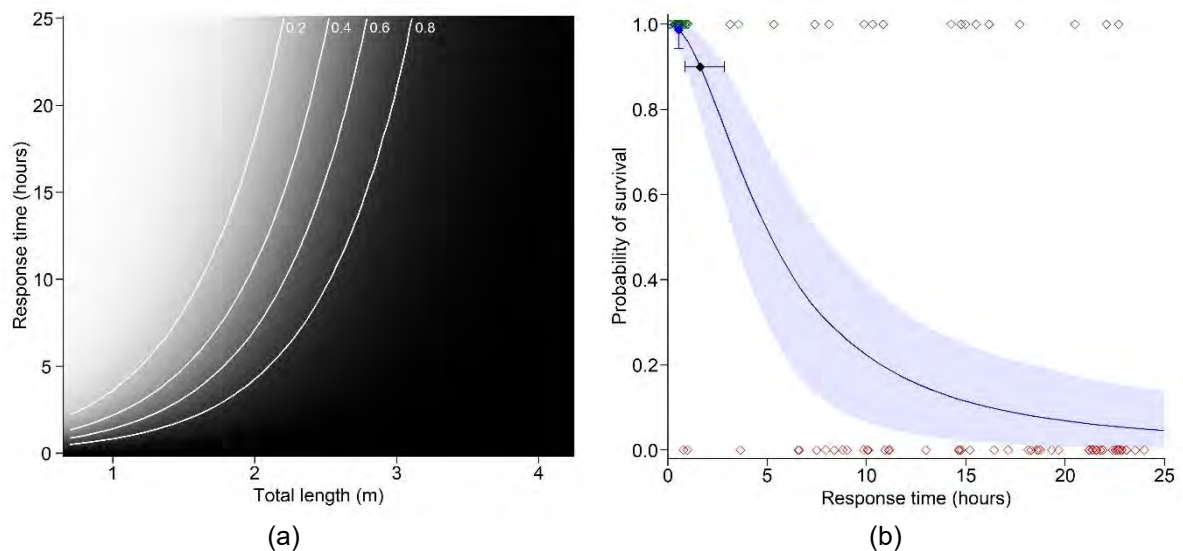 25
20
15
10
5
0
Response time (hours)
0.2 0.4 0.6 0.8
1 2 3 4
Total length (m)
(a)
1.0
0.8
0.6
0.4
0.2
0.0
Probability of survival
0 5 10 15 20 25
Response time (hours)
(b)